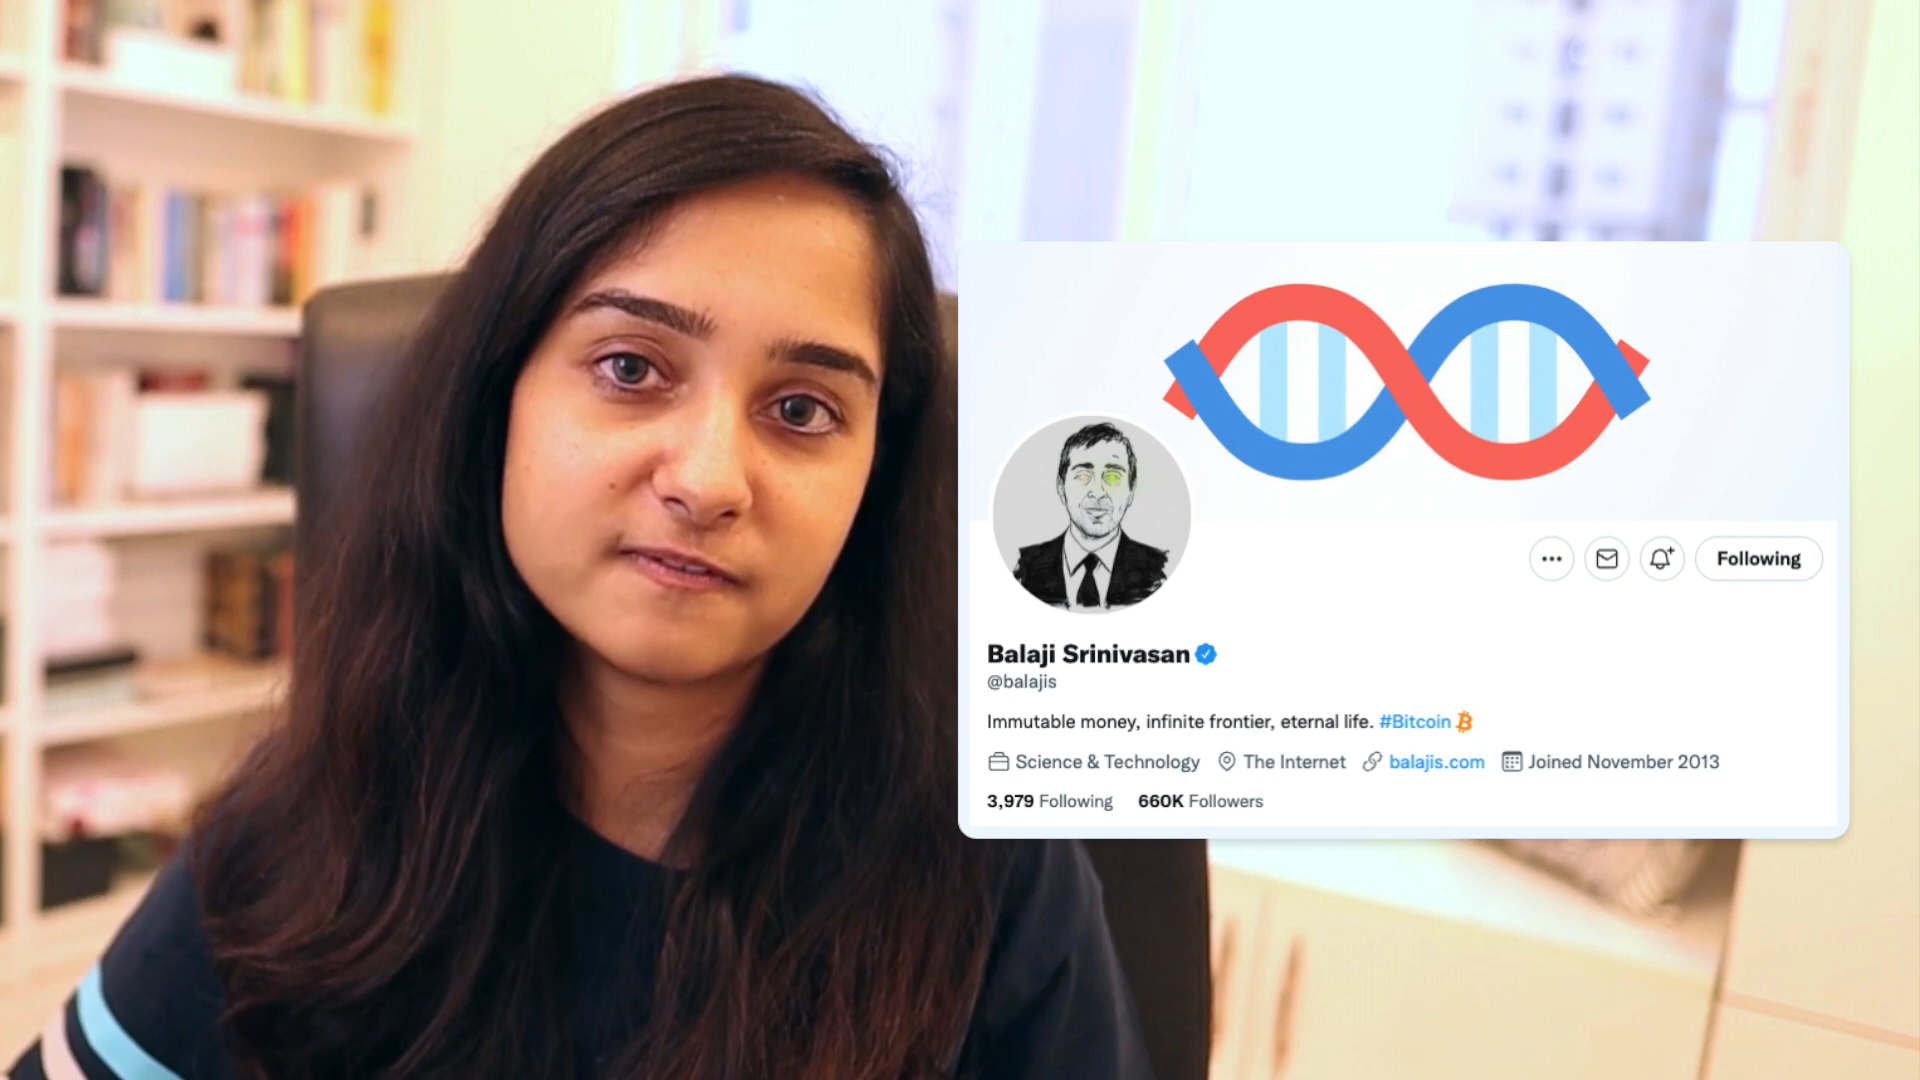 Following
Balaji Srinivasan
@balajis
Immutable money, infinite frontier, eternal life. #Bitcoin
Science & Technology The Internet balajis.com Joined November 2013
3,979 Following 660K Followers